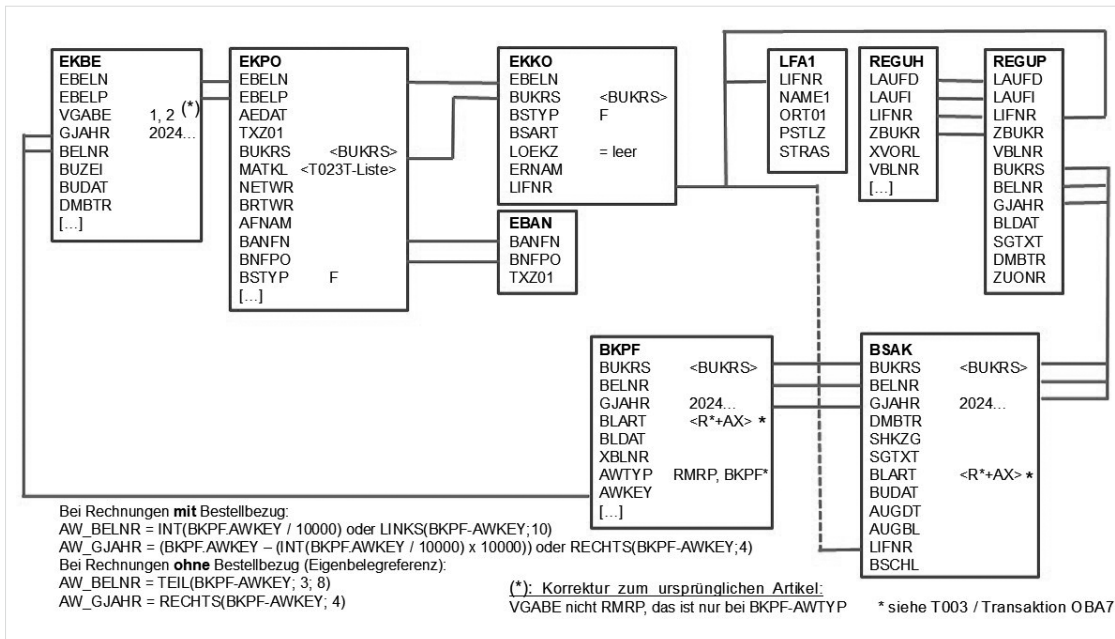 EKBE
EBELN
EBELP
VGABE 1, 2 (*)
GJAHR 2024...
BELNR
BUZEI
BUDAT
DMBTR
[...]
EKPO
EBELN
EBELP
AEDAT
TXZ01
BUKRS <BUKRS>
MATKL <T023T-Liste>
NETWR
BRTWR
AFNAM
BANFN
BNFPO
BSTYP F
[...]
EKKO
EBELN
BUKRS <BUKRS>
BSTYP F
BSART
LOEKZ = leer
ERNAM
LIFNR
EBAN
BANFN
BNFPO
TXZ01
LFA1
LIFNR
NAME1
ORT01
PSTLZ
STRAS
REGUH
LAUFD
LAUFI
LIFNR
ZBUKR
XVORL
VBLNR
[...]
REGUP
LAUFD
LAUFI
LIFNR
ZBUKR
VBLNR
BUKRS
BELNR
GJAHR
BLDAT
SGTXT
DMBTR
ZUONR
BKPF
BUKRS <BUKRS>
BELNR
GJAHR 2024...
BLART <R*+AX> *
BLDAT
XBLNR
AWTYP RMRP, BKPF*
AWKEY
[...]
BSAK
BUKRS <BUKRS>
BELNR
GJAHR 2024...
DMBTR
SHKZG
SGTXT
BLART <R*+AX> *
BUDAT
AUGDT
AUGBL
LIFNR
BSCHL
Bei Rechnungen mit Bestellbezug:
AW_BELNR = INT(BKPF.AWKEY / 10000) oder LINKS(BKPF-AWKEY;10)
AW_GJAHR = (BKPF.AWKEY – (INT(BKPF.AWKEY / 10000) x 10000)) oder RECHTS(BKPF-AWKEY;4)
Bei Rechnungen ohne Bestellbezug (Eigenbelegreferenz):
AW_BELNR = TEIL(BKPF-AWKEY; 3; 8)
AW_GJAHR = RECHTS(BKPF-AWKEY; 4)
(*): Korrektur zum ursprünglichen Artikel:
VGABE nicht RMRP, das ist nur bei BKPF-AWTYP
* siehe T003 / Transaktion OBA7